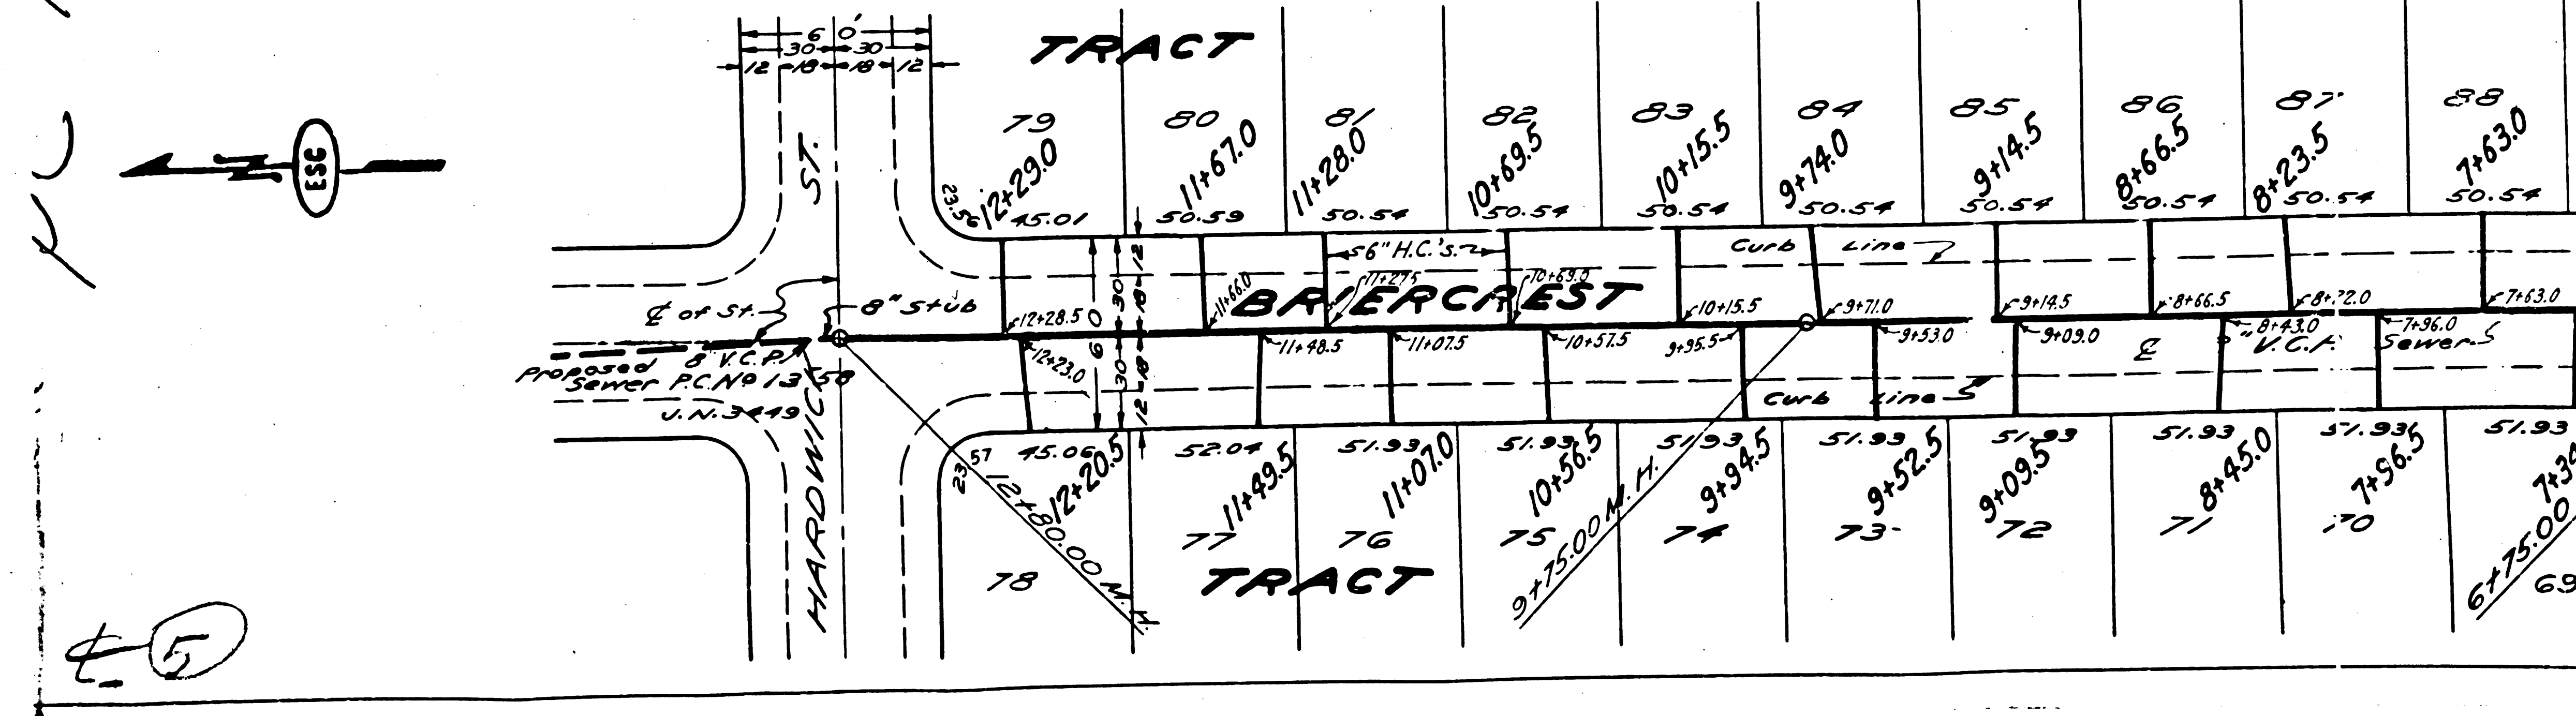 6 0'
30 30
12 18 18 12
TRACT
ST.
79 80 81 82 83 84 85 86 87 88
12+29.0 11+67.0 11+28.0 10+69.5 10+15.5 9+74.0 9+14.5 8+66.5 8+23.5 7+63.0
23.56 45.01 50.59 50.54 50.54 50.54 50.54 50.54 50.54 50.54 50.54
6" H.C.'s.
Curb Line
12
18
30
60
℄ of St.
8" Stub
BRIERCREST
12+28.5 11+66.0 11+27.5 10+69.0 10+15.5 9+71.0 9+14.5 8+66.5 7+63.0
12+23.0 11+48.5 11+07.5 10+57.5 9+95.5 9+53.0 9+09.0 8+43.0 7+96.0
V.C.P. Sewer
Proposed 8" V.C.P.
Sewer P.C. Nº 13558
J.N. 3449
HARDWICK
30
18
12
Curb Line
23.57 45.06 52.04 51.93 51.93 51.93 51.93 51.93 51.93 51.93 51.93
12+20.5 11+49.5 11+07.0 10+56.5 9+94.5 9+52.5 9+09.5 8+45.0 7+96.5
12+80.00 M.H.
9+75.00 M.H.
6+75.00
78 77 76 75 74 73 72 71 70 69
TRACT
5